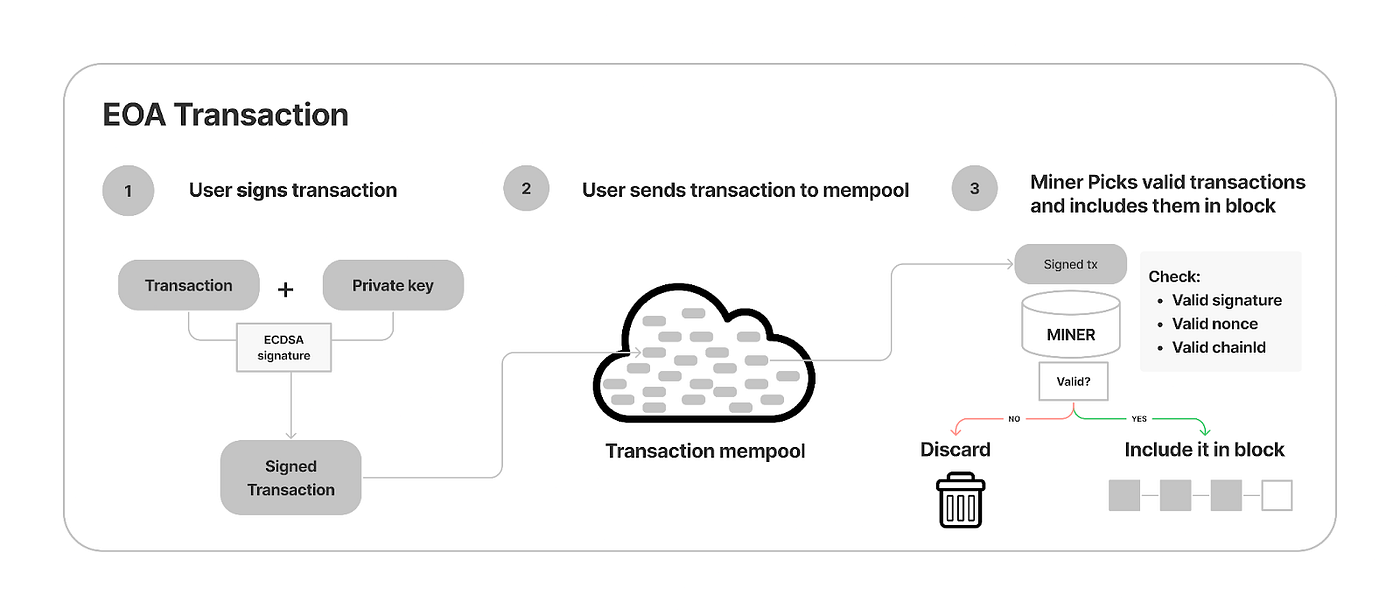 EOA Transaction
1
User signs transaction
Transaction
+
Private key
ECDSA
signature
Signed
Transaction
2
User sends transaction to mempool
Transaction mempool
3
Miner Picks valid transactions
and includes them in block
Signed tx
MINER
Valid?
Check:
• Valid signature
• Valid nonce
• Valid chainId
NO
YES
Discard
Include it in block